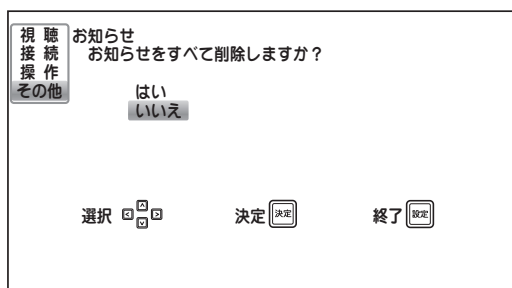 視聴
接続
操作
その他
お知らせ
お知らせをすべて削除しますか？
はい
いいえ
選択
決定 決定
終了 設定